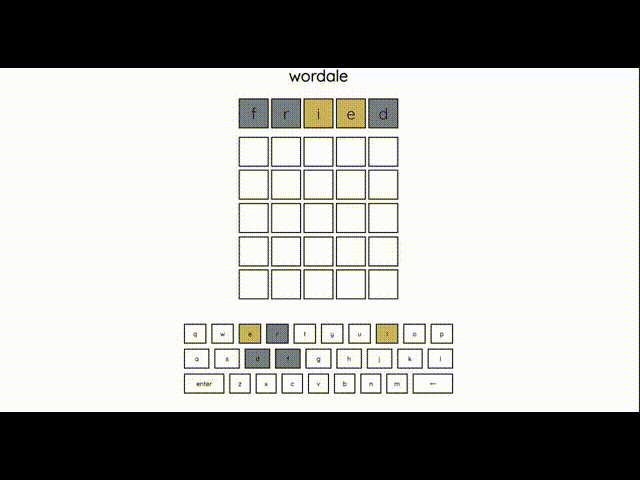 wordale
f r i e d
q w e r t y u i o p
a s d f g h j k l
enter z x c v b n m ←